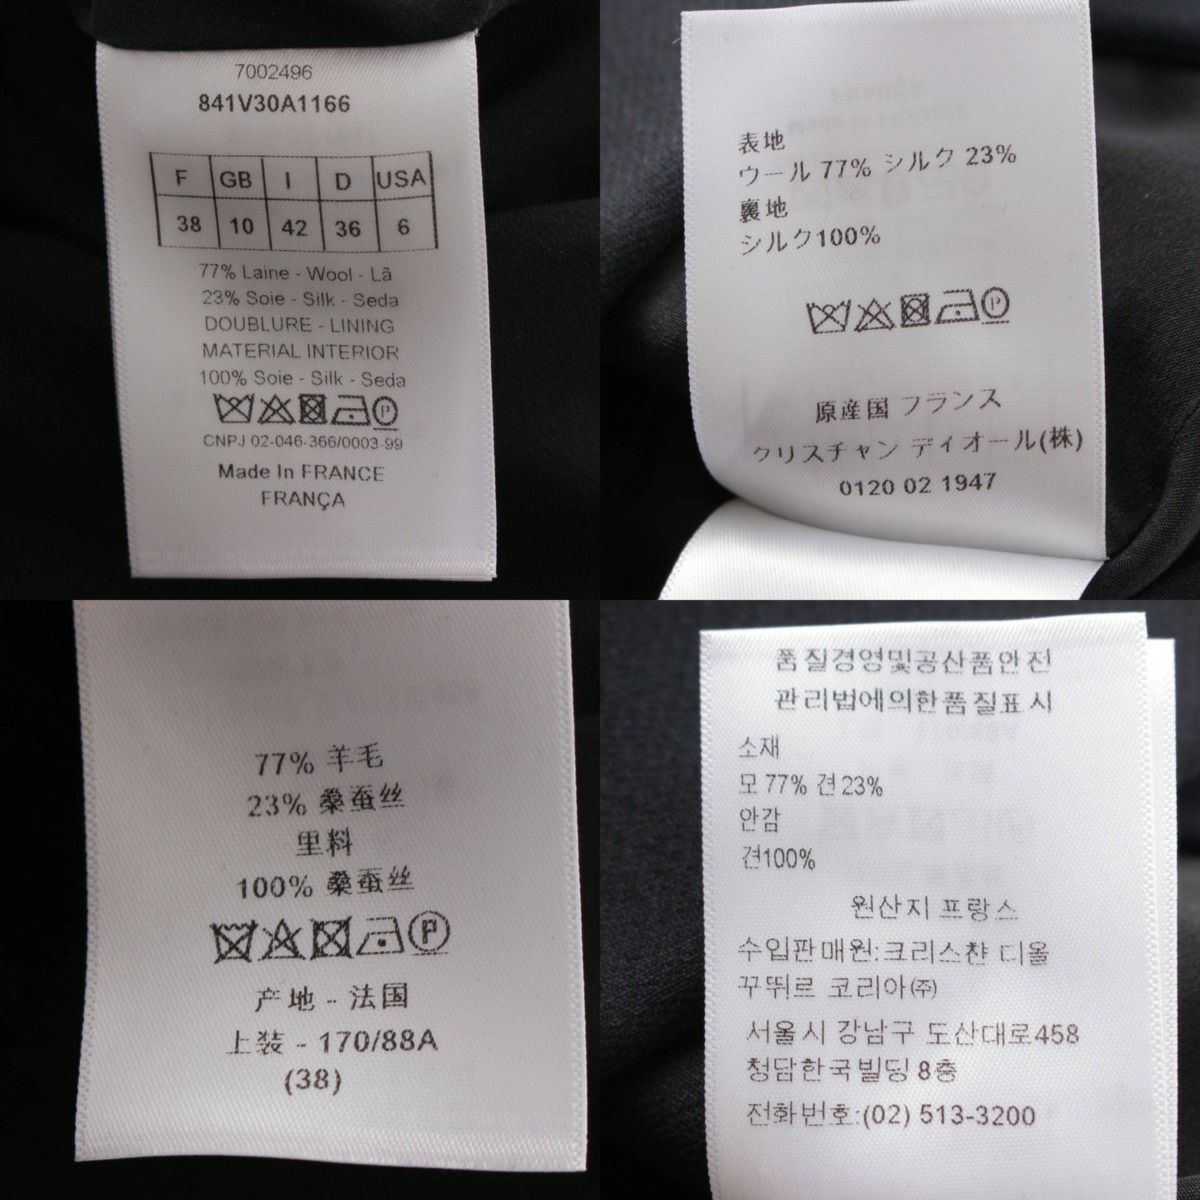 7002496
841V30A1166
F GB I D USA
38 10 42 36 6
77% Laine - Wool - Lã
23% Soie - Silk - Seda
DOUBLURE - LINING
MATERIAL INTERIOR
100% Soie - Silk - Seda
P
CNPJ 02-046-366/0003-99
Made In FRANCE
FRANÇA
表地
ウール 77% シルク 23%
裏地
シルク100%
P
原産国 フランス
クリスチャン ディオール(株)
0120 02 1947
77% 羊毛
23% 桑蚕丝
里料
100% 桑蚕丝
P
产地 - 法国
上装 - 170/88A
(38)
품질경영및공산품안전
관리법에의한품질표시
소재
모 77% 견23%
안감
견100%
원산지 프랑스
수입판매원:크리스챤 디올
꾸뛰르 코리아㈜
서울시 강남구 도산대로458
청담한국빌딩 8층
전화번호:(02) 513-3200